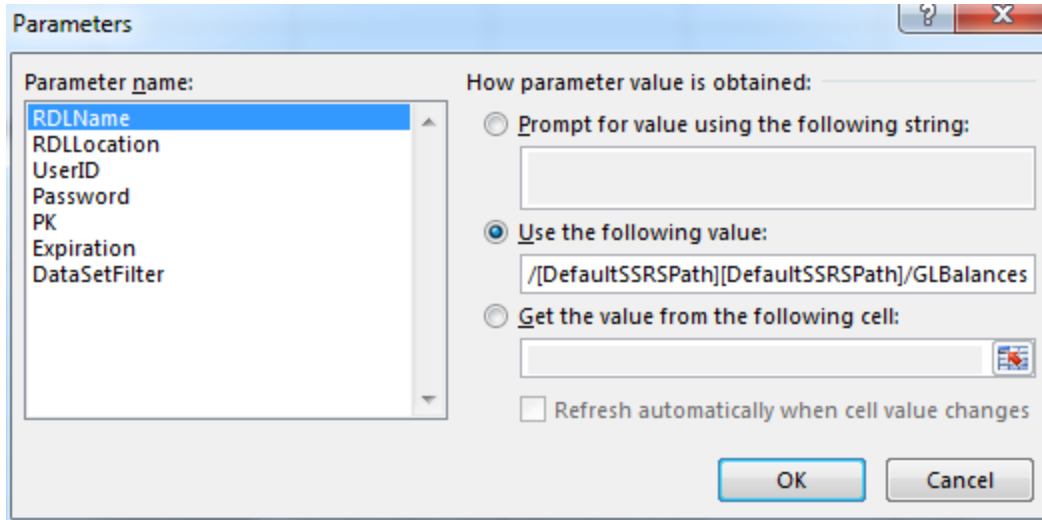 Parameters
?
Parameter name:
RDLName
RDLLocation
UserID
Password
PK
Expiration
DataSetFilter
How parameter value is obtained:
Prompt for value using the following string:
Use the following value:
/[DefaultSSRSPath][DefaultSSRSPath]/GLBalances
Get the value from the following cell:
Refresh automatically when cell value changes
OK
Cancel